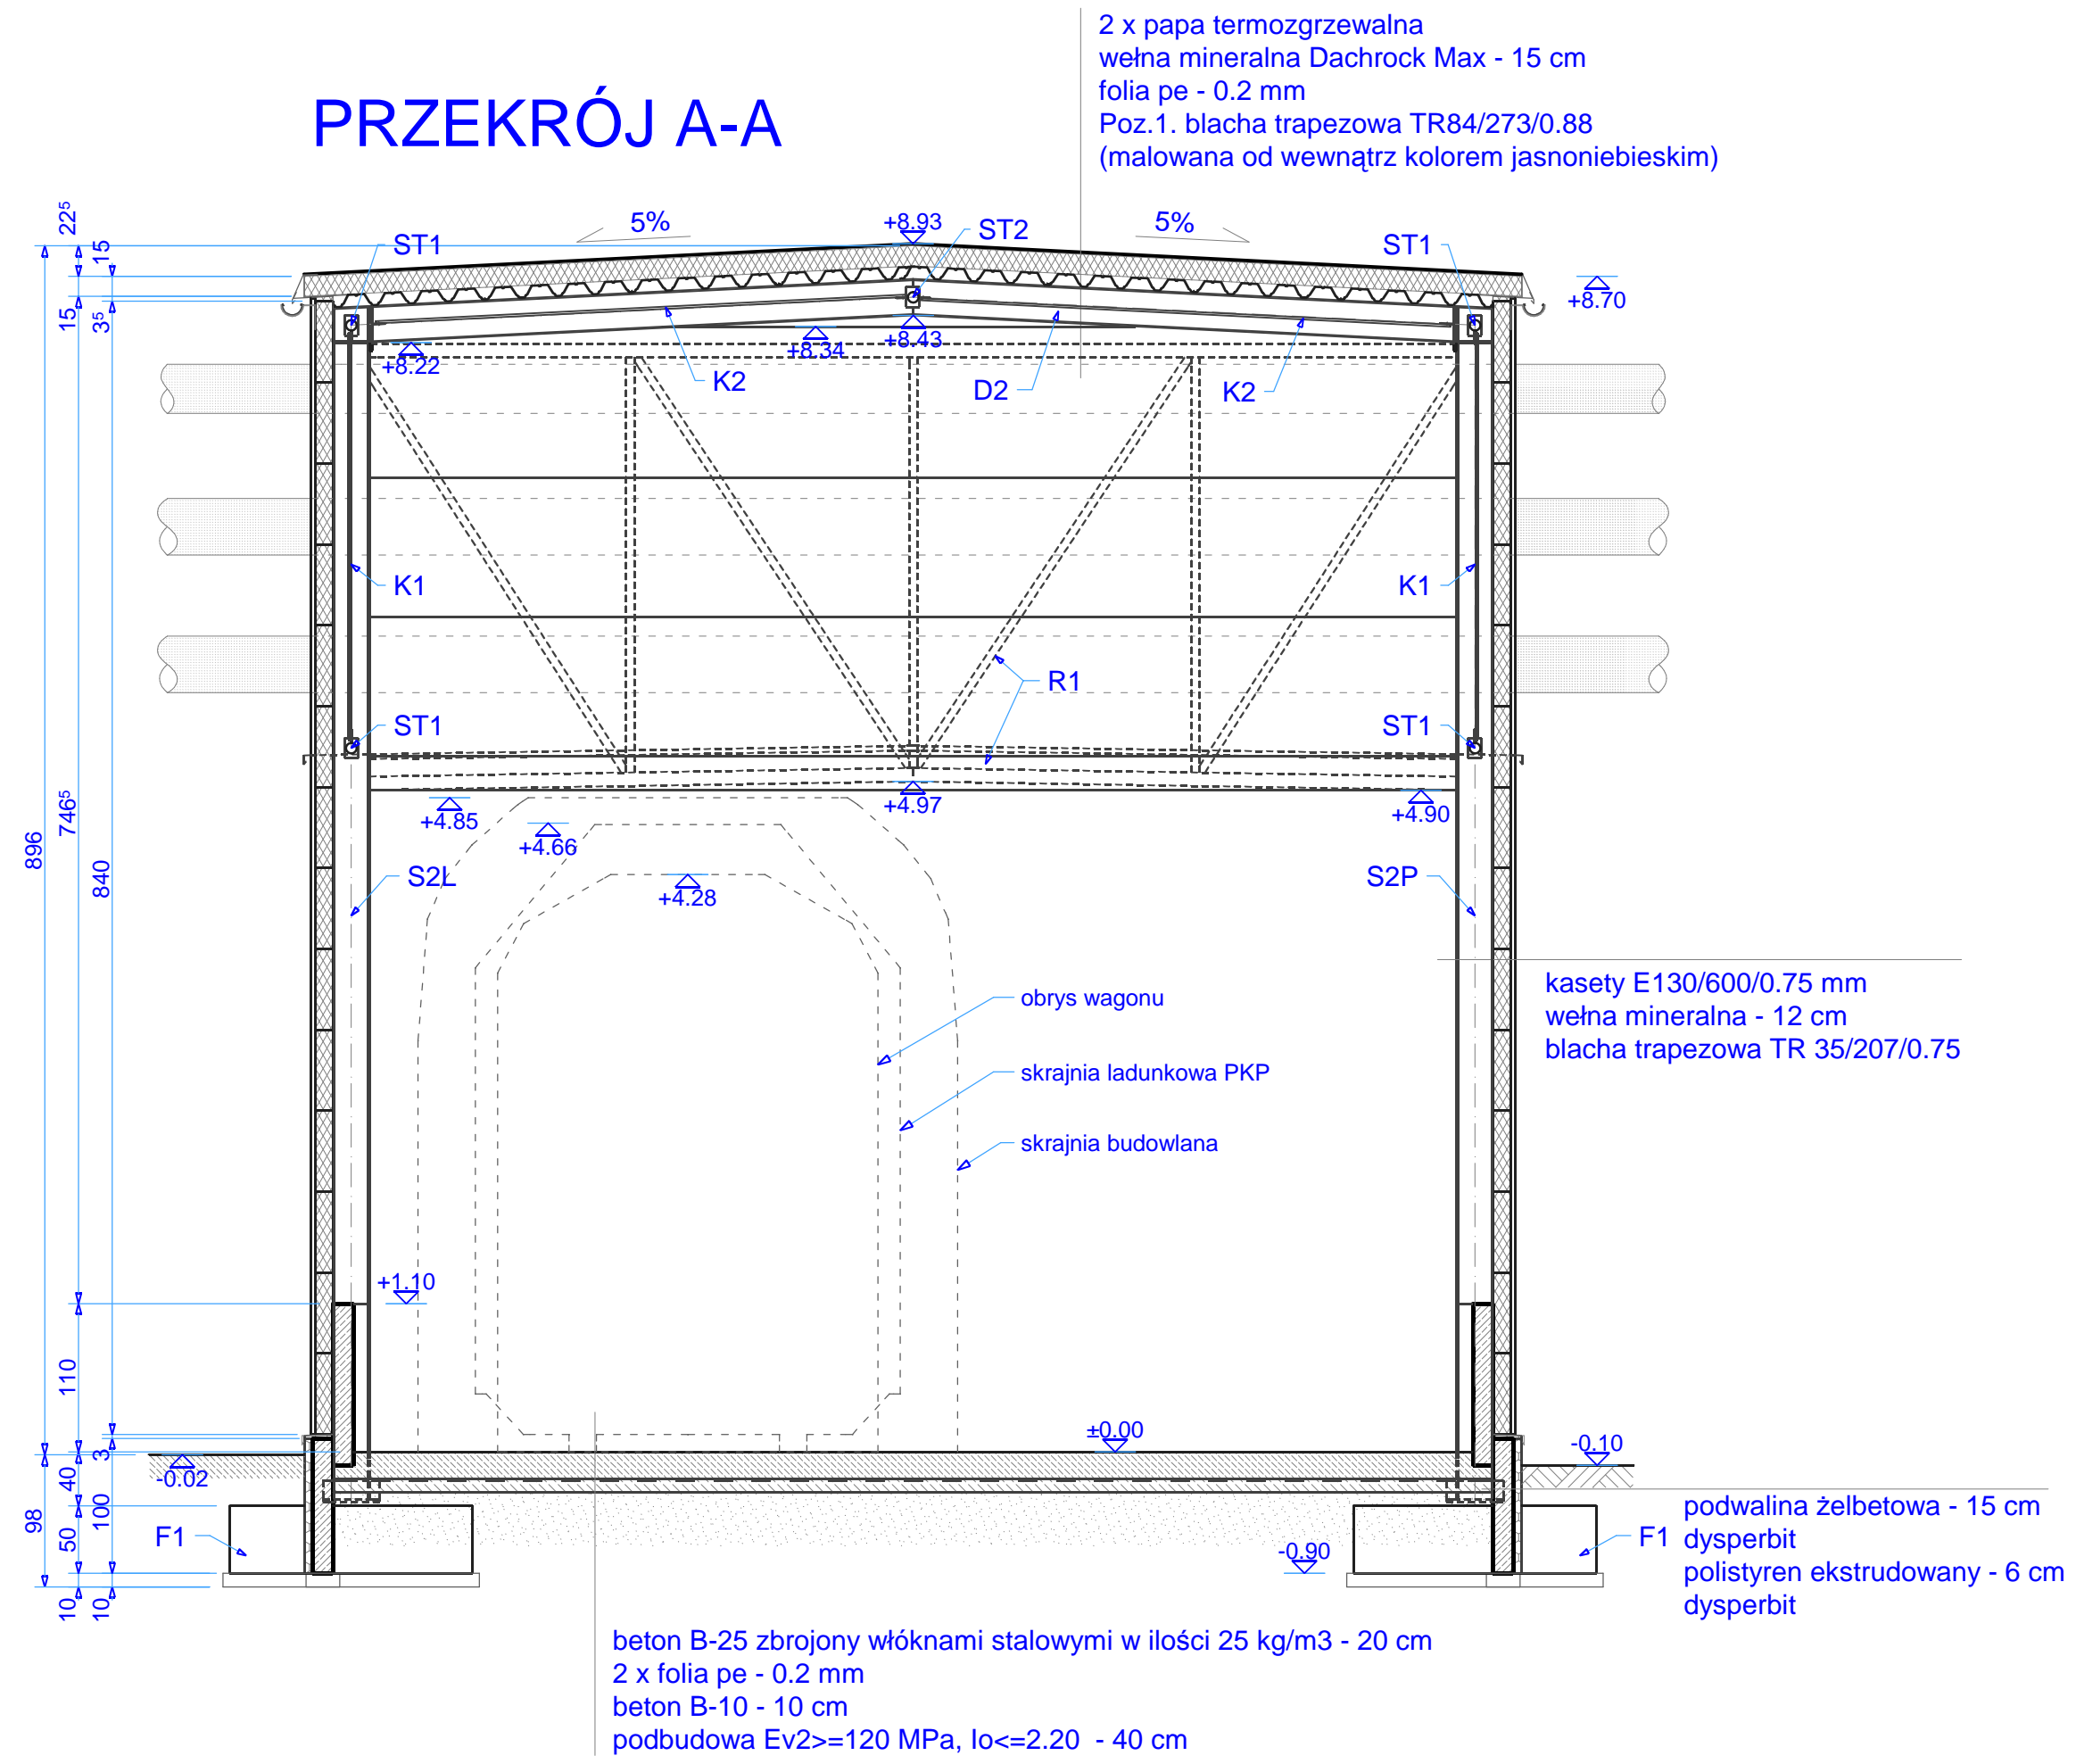 2 x papa termozgrzewalna
wełna mineralna Dachrock Max - 15 cm
folia pe - 0.2 mm
Poz.1. blacha trapezowa TR84/273/0.88
(malowana od wewnątrz kolorem jasnoniebieskim)
PRZEKRÓJ A-A
22⁵
15
15
3⁵
ST1
5%
+8.93
ST2
5%
ST1
+8.70
+8.22
+8.34
+8.43
K2
D2
K2
K1
K1
R1
ST1
ST1
+4.85
+4.66
+4.97
+4.90
+4.28
746⁵
896
840
S2L
S2P
kasety E130/600/0.75 mm
wełna mineralna - 12 cm
blacha trapezowa TR 35/207/0.75
obrys wagonu
skrajnia ladunkowa PKP
skrajnia budowlana
+1.10
110
±0.00
-0.10
-0.02
3
40
100
98
50
10
10
F1
-0.90
F1
podwalina żelbetowa - 15 cm
dysperbit
polistyren ekstrudowany - 6 cm
dysperbit
beton B-25 zbrojony włóknami stalowymi w ilości 25 kg/m3 - 20 cm
2 x folia pe - 0.2 mm
beton B-10 - 10 cm
podbudowa Ev2>=120 MPa, Io<=2.20 - 40 cm